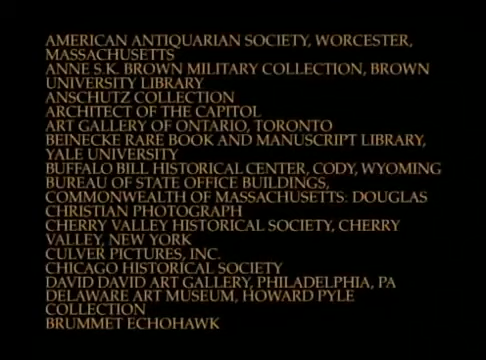 AMERICAN ANTIQUARIAN SOCIETY, WORCESTER,
MASSACHUSETTS
ANNE S.K. BROWN MILITARY COLLECTION, BROWN
UNIVERSITY LIBRARY
ANSCHUTZ COLLECTION
ARCHITECT OF THE CAPITOL
ART GALLERY OF ONTARIO, TORONTO
BEINECKE RARE BOOK AND MANUSCRIPT LIBRARY,
YALE UNIVERSITY
BUFFALO BILL HISTORICAL CENTER, CODY, WYOMING
BUREAU OF STATE OFFICE BUILDINGS,
COMMONWEALTH OF MASSACHUSETTS: DOUGLAS
CHRISTIAN PHOTOGRAPH
CHERRY VALLEY HISTORICAL SOCIETY, CHERRY
VALLEY, NEW YORK
CULVER PICTURES, INC.
CHICAGO HISTORICAL SOCIETY
DAVID DAVID ART GALLERY, PHILADELPHIA, PA
DELAWARE ART MUSEUM, HOWARD PYLE
COLLECTION
BRUMMET ECHOHAWK